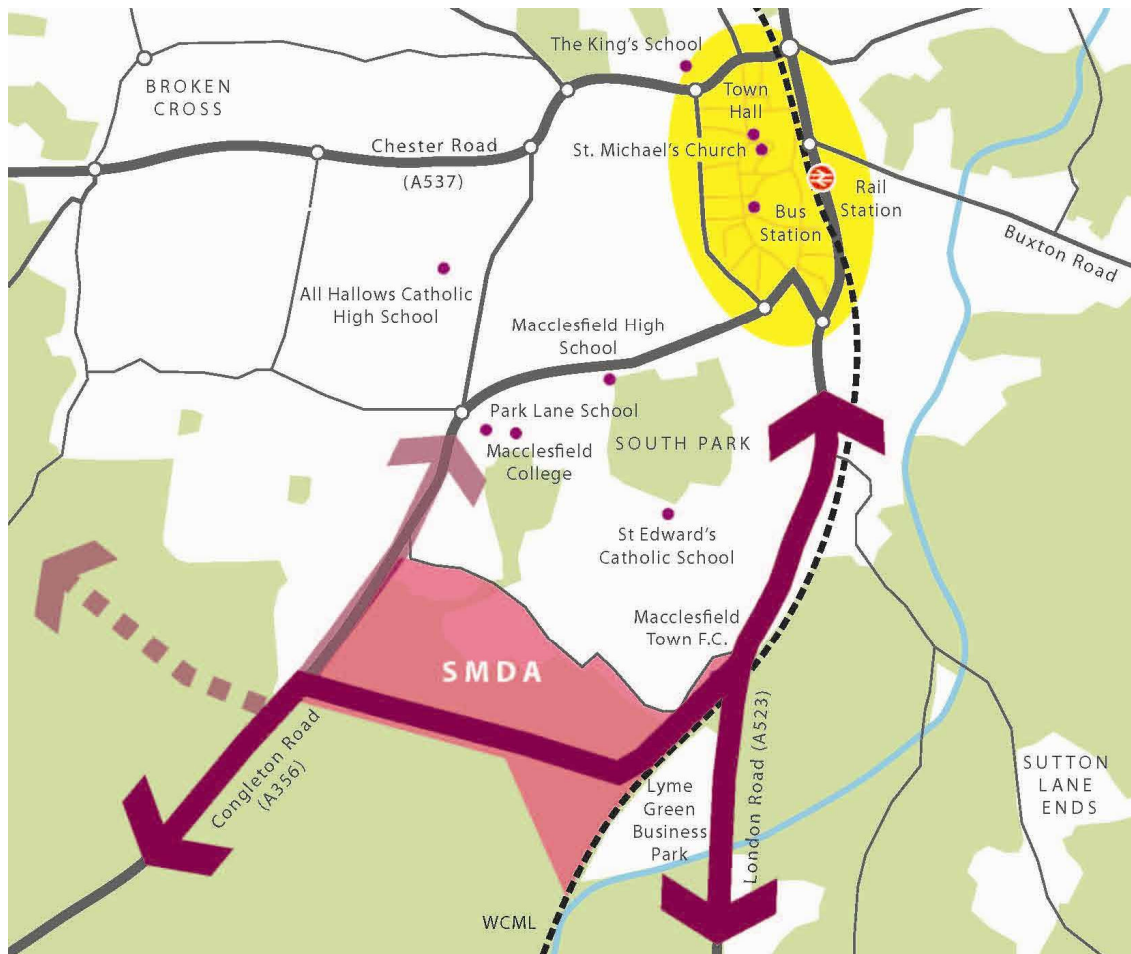 The King's School
BROKEN
CROSS
Town
Hall
Chester Road
(A537)
St. Michael's Church
Rail
Station
Bus
Station
Buxton Road
All Hallows Catholic
High School
Macclesfield High
School
Park Lane School
Macclesfield
College
SOUTH PARK
St Edward's
Catholic School
Macclesfield
Town F.C.
SMDA
Congleton Road
(A356)
London Road (A523)
Lyme
Green
Business
Park
SUTTON
LANE
ENDS
WCML